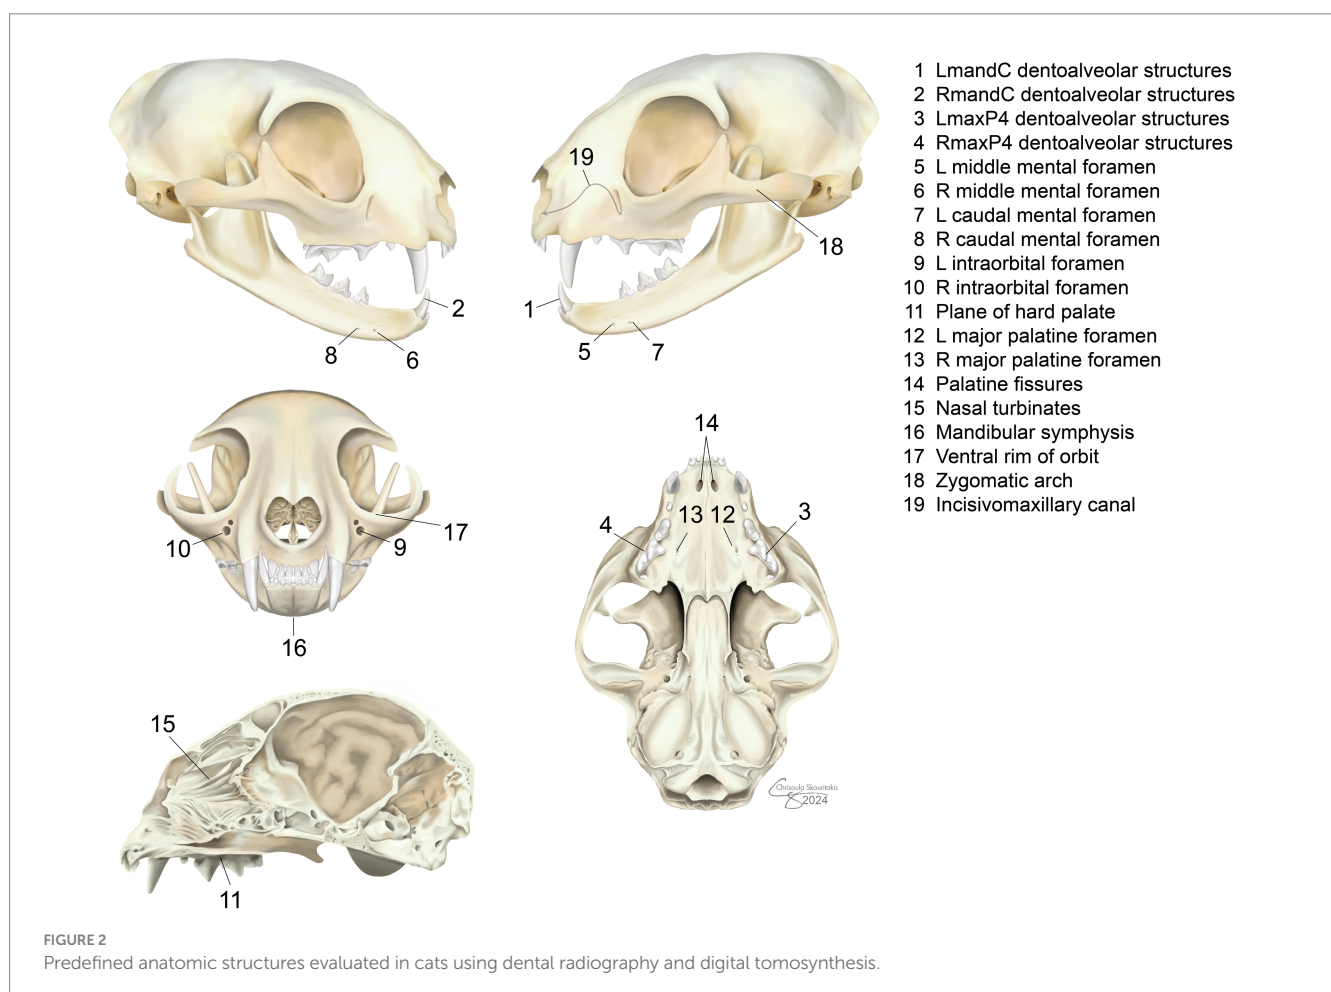 19
18
2
1
8
6
5
7
1 LmandC dentoalveolar structures
2 RmandC dentoalveolar structures
3 LmaxP4 dentoalveolar structures
4 RmaxP4 dentoalveolar structures
5 L middle mental foramen
6 R middle mental foramen
7 L caudal mental foramen
8 R caudal mental foramen
9 L intraorbital foramen
10 R intraorbital foramen
11 Plane of hard palate
12 L major palatine foramen
13 R major palatine foramen
14 Palatine fissures
15 Nasal turbinates
16 Mandibular symphysis
17 Ventral rim of orbit
18 Zygomatic arch
19 Incisivomaxillary canal
10
9
17
16
14
4
13
12
3
15
11
Chrisoula Skouritakis
2024
FIGURE 2
Predefined anatomic structures evaluated in cats using dental radiography and digital tomosynthesis.